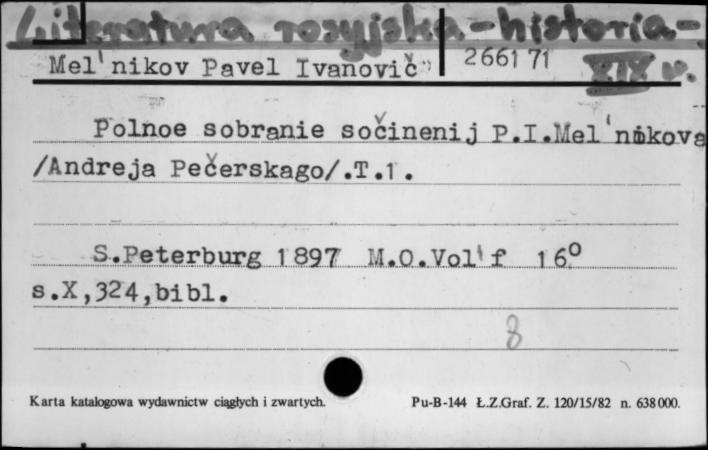 Literatura rosyjska-historia-
XIX w.
Mel'nikov Pavel Ivanovič 266171
Polnoe sobranie sočinenij P.I.Mel'nikova
/Andreja Pečerskago/.T.1.
S.Peterburg 1897 M.O.Vol'f 16°
s.X,324,bibl.
8
Karta katalogowa wydawnictw ciągłych i zwartych. Pu-B-144 Ł.Z.Graf. Z. 120/15/82 n. 638000.